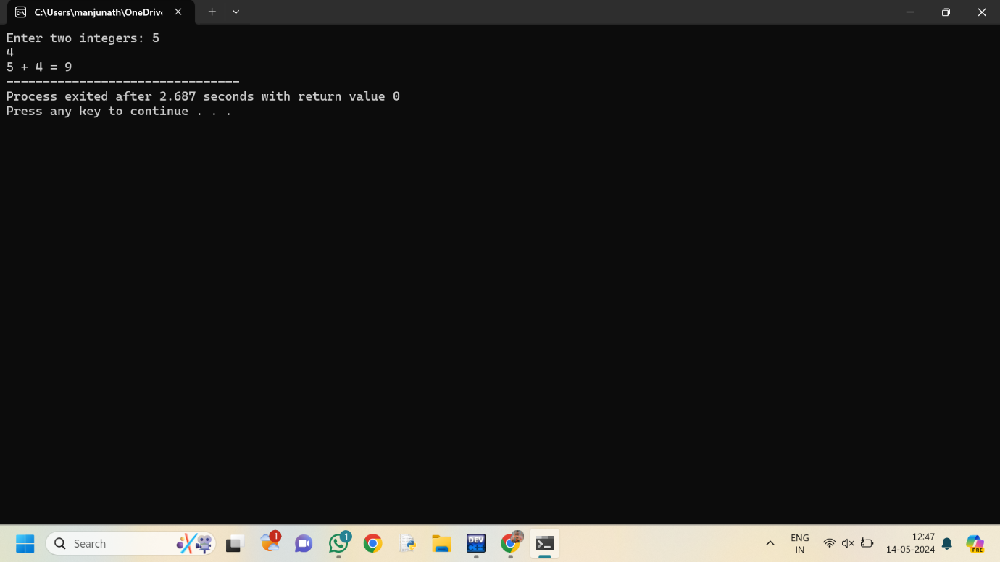 C:\Users\manjunath\OneDriv
Enter two integers: 5
4
5 + 4 = 9
--------------------------------
Process exited after 2.687 seconds with return value 0
Press any key to continue . . .
Search
1
1
DEV
ENG
IN
12:47
14-05-2024
PRE